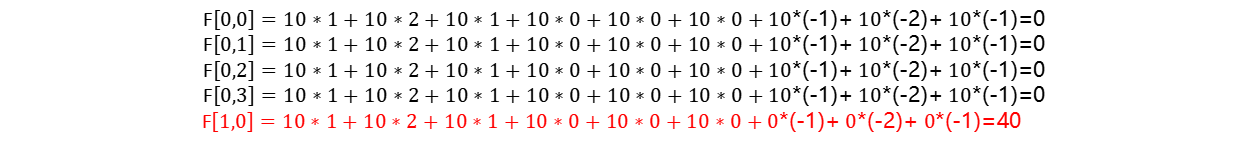 F[0,0] = 10 ∗ 1 + 10 ∗ 2 + 10 ∗ 1 + 10 ∗ 0 + 10 ∗ 0 + 10 ∗ 0 + 10*(-1)+ 10*(-2)+ 10*(-1)=0
F[0,1] = 10 ∗ 1 + 10 ∗ 2 + 10 ∗ 1 + 10 ∗ 0 + 10 ∗ 0 + 10 ∗ 0 + 10*(-1)+ 10*(-2)+ 10*(-1)=0
F[0,2] = 10 ∗ 1 + 10 ∗ 2 + 10 ∗ 1 + 10 ∗ 0 + 10 ∗ 0 + 10 ∗ 0 + 10*(-1)+ 10*(-2)+ 10*(-1)=0
F[0,3] = 10 ∗ 1 + 10 ∗ 2 + 10 ∗ 1 + 10 ∗ 0 + 10 ∗ 0 + 10 ∗ 0 + 10*(-1)+ 10*(-2)+ 10*(-1)=0
F[1,0] = 10 ∗ 1 + 10 ∗ 2 + 10 ∗ 1 + 10 ∗ 0 + 10 ∗ 0 + 10 ∗ 0 + 0*(-1)+ 0*(-2)+ 0*(-1)=40